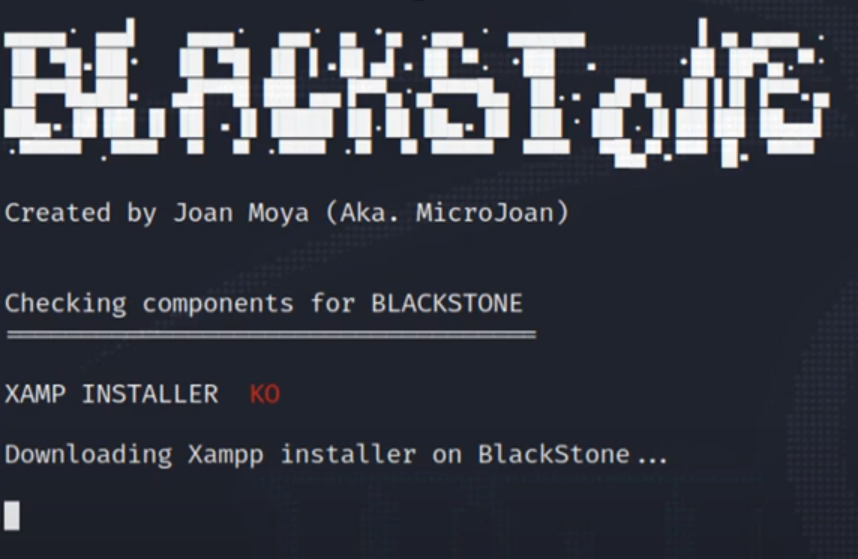 BLACKSTONE
Created by Joan Moya (Aka. MicroJoan)
Checking components for BLACKSTONE
XAMP INSTALLER KO
Downloading Xampp installer on BlackStone...